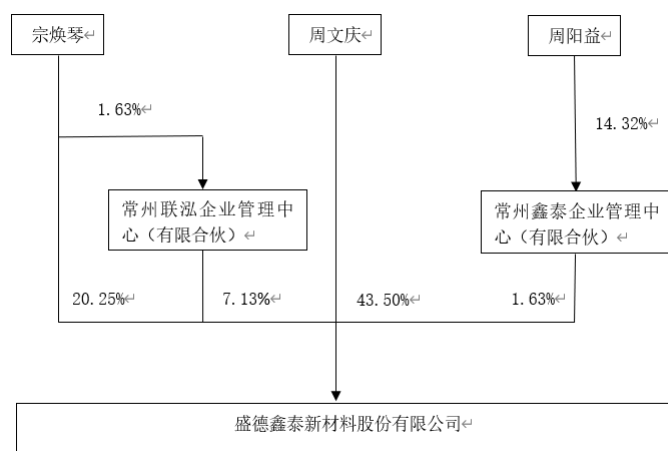 宗焕琴
周文庆
周阳益
1.63%
14.32%
常州联泓企业管理中
心（有限合伙）
常州鑫泰企业管理中
心（有限合伙）
20.25%
7.13%
43.50%
1.63%
盛德鑫泰新材料股份有限公司